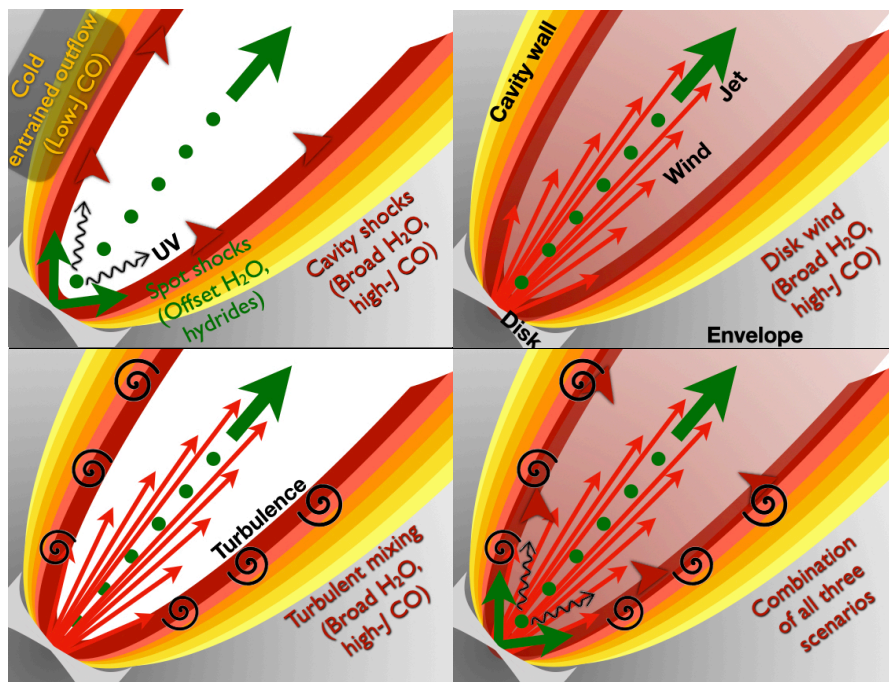 Cold
entrained outflow
(Low-J CO)
UV
Spot shocks
(Offset H₂O,
hydrides)
Cavity shocks
(Broad H₂O,
high-J CO)
Cavity wall
Jet
Wind
Disk wind
(Broad H₂O,
high-J CO)
Disk
Envelope
Turbulence
Turbulent mixing
(Broad H₂O,
high-J CO)
Combination
of all three
scenarios